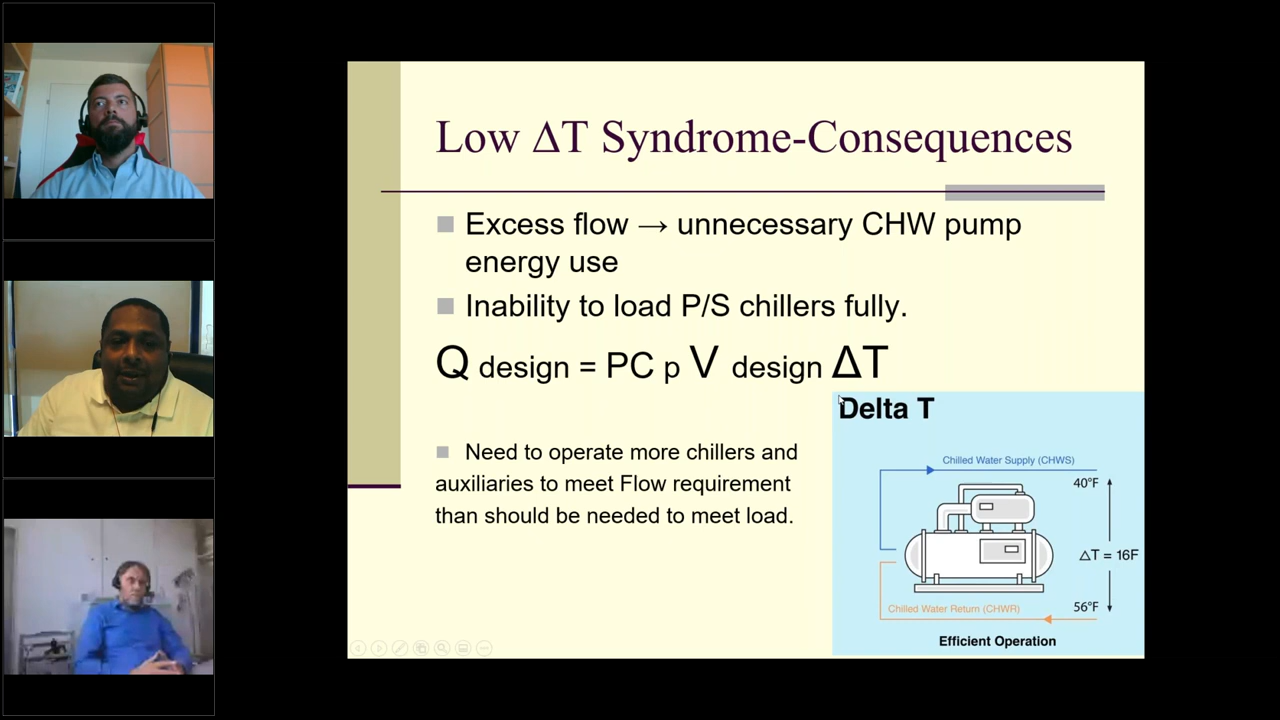 Low ΔT Syndrome-Consequences
Excess flow → unnecessary CHW pump
energy use
Inability to load P/S chillers fully.
Q design = PC p V design ΔT
Need to operate more chillers and
auxiliaries to meet Flow requirement
than should be needed to meet load.
Delta T
Chilled Water Supply (CHWS)
40°F
△T = 16F
Chilled Water Return (CHWR)
56°F
Efficient Operation